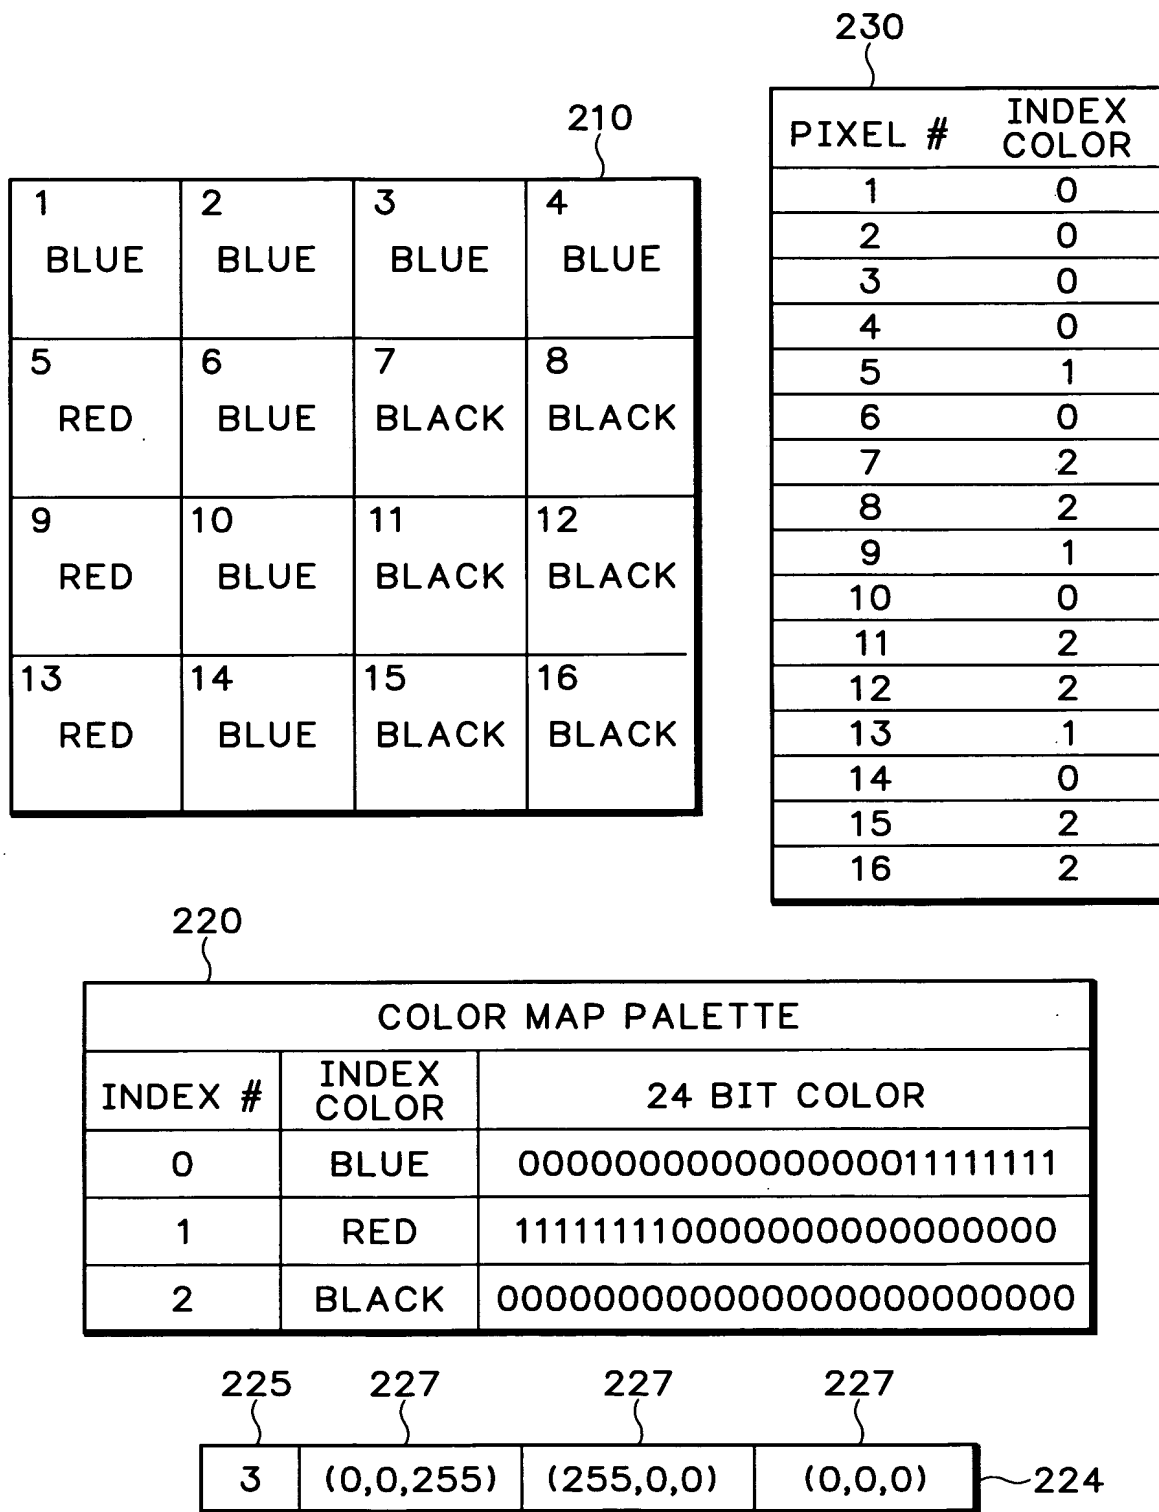 230
PIXEL # INDEX COLOR
1 0
2 0
3 0
4 0
5 1
6 0
7 2
8 2
9 1
10 0
11 2
12 2
13 1
14 0
15 2
16 2
210
1 2 3 4
BLUE BLUE BLUE BLUE
5 6 7 8
RED BLUE BLACK BLACK
9 10 11 12
RED BLUE BLACK BLACK
13 14 15 16
RED BLUE BLACK BLACK
220
COLOR MAP PALETTE
INDEX # INDEX COLOR 24 BIT COLOR
0 BLUE 000000000000000011111111
1 RED 111111110000000000000000
2 BLACK 000000000000000000000000
225 227 227 227
3 (0,0,255) (255,0,0) (0,0,0) 224